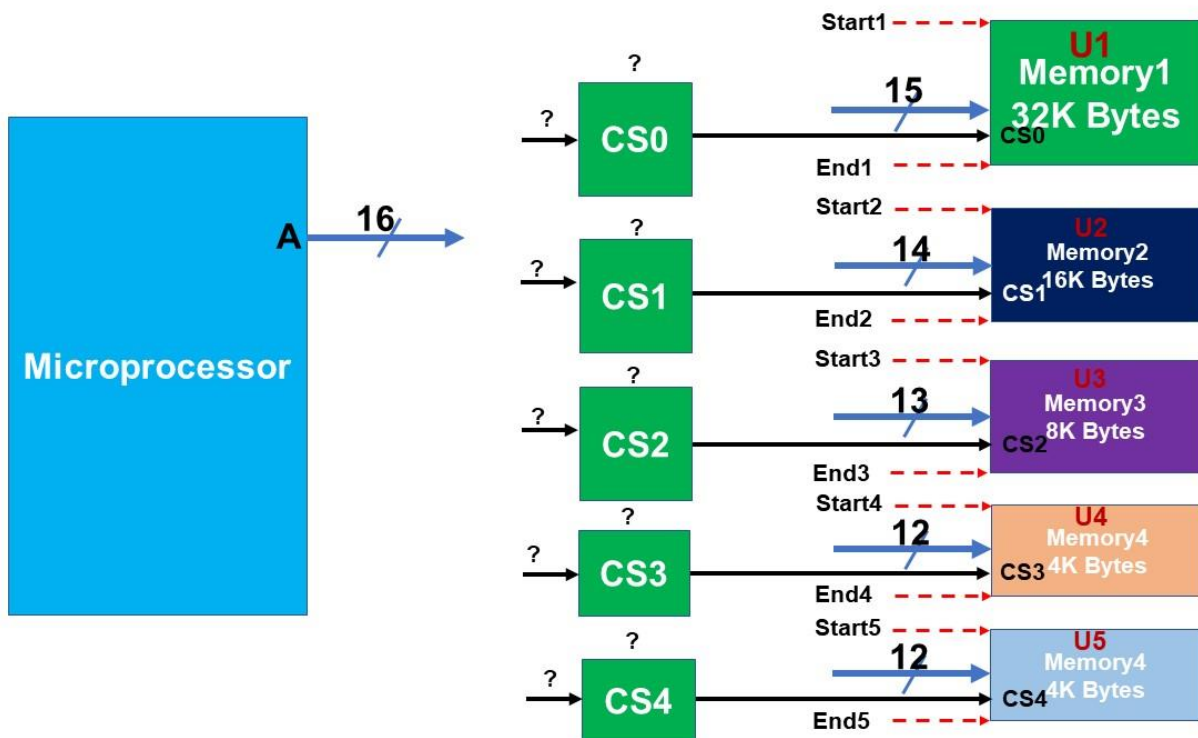 Microprocessor
A
16
?
?
CS0
Start1
15
End1
U1
Memory1
32K Bytes
CS0
?
?
CS1
Start2
14
End2
U2
Memory2
16K Bytes
CS1
?
?
CS2
Start3
13
End3
U3
Memory3
8K Bytes
CS2
?
?
CS3
Start4
12
End4
U4
Memory4
4K Bytes
CS3
?
?
CS4
Start5
12
End5
U5
Memory4
4K Bytes
CS4